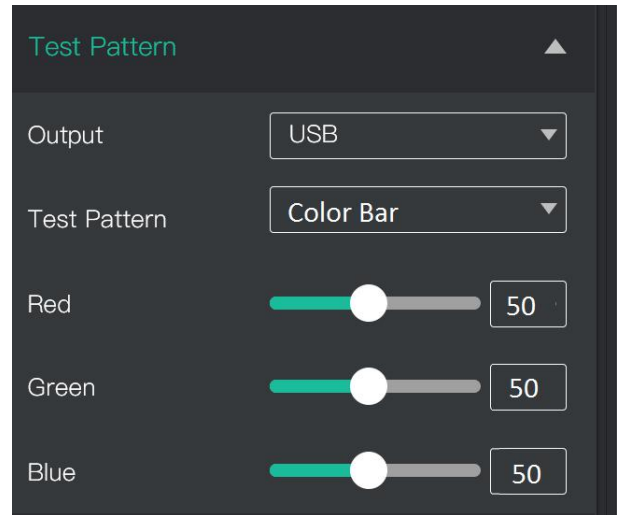 Test Pattern
Output USB
Test Pattern Color Bar
Red 50
Green 50
Blue 50